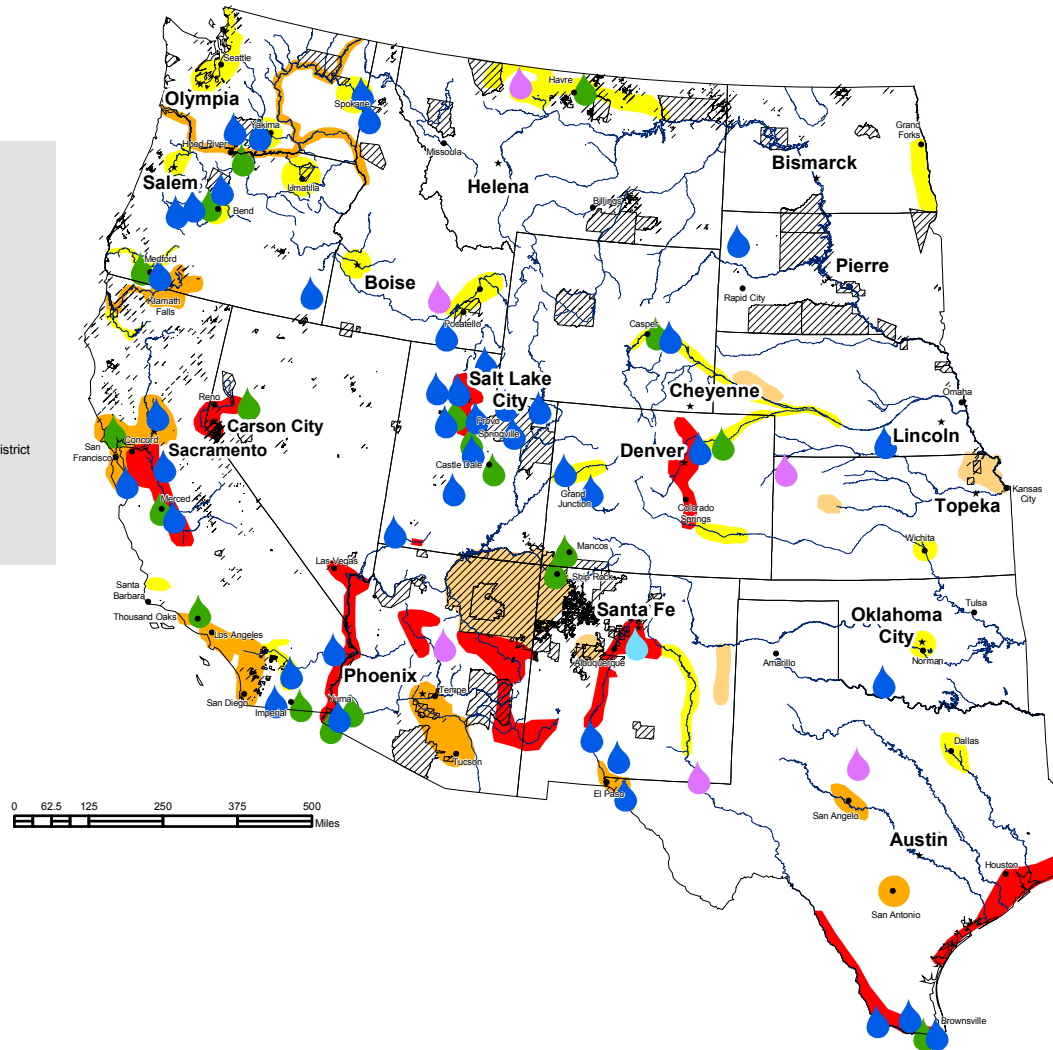 Seattle
Olympia
Spokane
Yakima
Hood River
Salem
Umatilla
Bend
Medford
Klamath
Falls
Boise
Pocatello
Missoula
Helena
Havre
Billings
Grand
Forks
Bismarck
Pierre
Rapid City
Casper
Cheyenne
Omaha
Lincoln
Salt Lake
City
Provo
Springville
Castle Dale
Reno
Carson City
Concord
San
Francisco
Sacramento
Merced
istrict
Denver
Colorado
Springs
Grand
Junction
Kansas
City
Topeka
Wichita
Mancos
Ship Rock
Las Vegas
Santa
Barbara
Thousand Oaks
Los Angeles
San Diego
Imperial
Yuma
Phoenix
Tempe
Tucson
Santa Fe
Albuquerque
El Paso
Amarillo
Oklahoma
City
Tulsa
Norman
Dallas
San Angelo
Austin
Houston
San Antonio
Brownsville
0 62.5 125 250 375 500
Miles